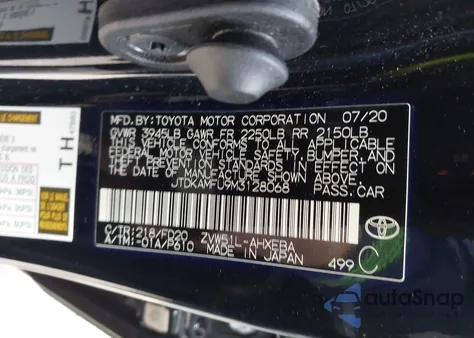 MFD.BY:TOYOTA MOTOR CORPORATION 07/20
GVWR 3945LB GAWR FR 2250LB RR 2150LB
THIS VEHICLE CONFORMS TO ALL APPLICABLE
FEDERAL MOTOR VEHICLE SAFETY, BUMPER, AND
THEFT PREVENTION STANDARDS IN EFFECT ON
THE DATE OF MANUFACTURE SHOWN ABOVE.
JTDKAMFU9M3128068 PASS.CAR
C/TR:218/FD20 ZVW51L-AHXEBA
A/TM:-01A/P610 MADE IN JAPAN
499 C
TOYOTA
TH
autoSnap